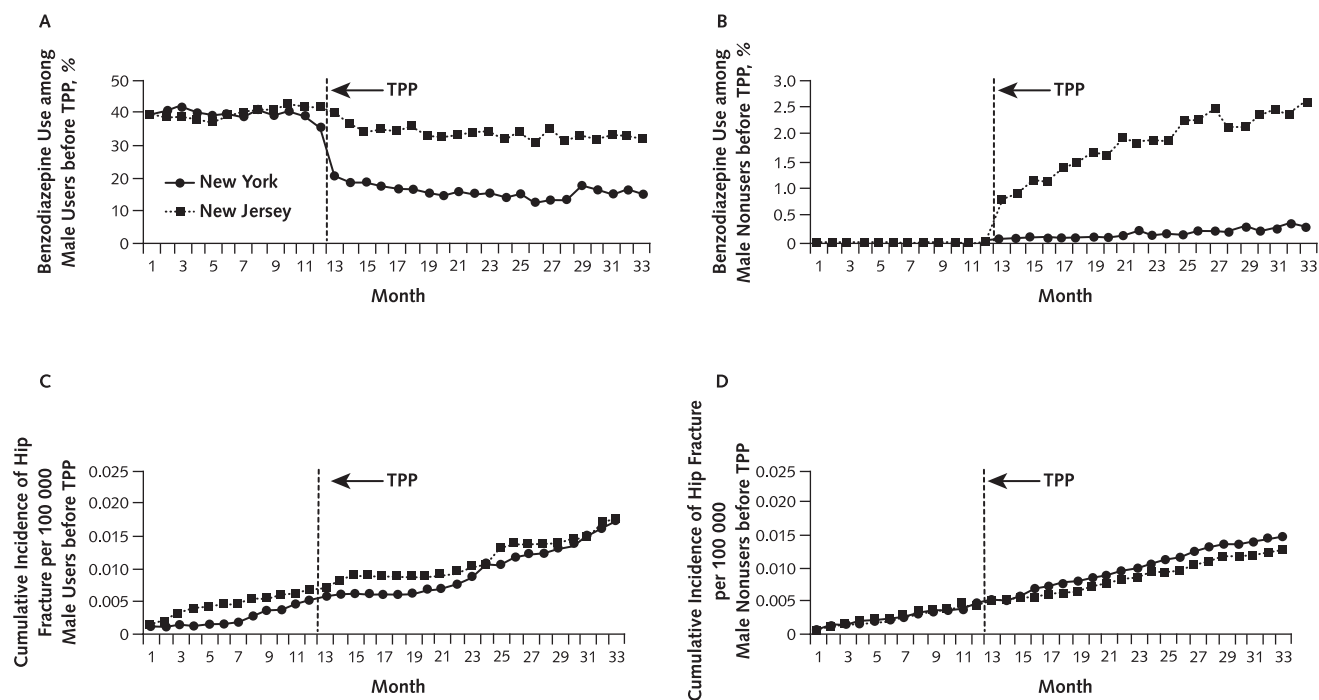 A
Benzodiazepine Use among
Male Users before TPP, %
50
40
30
20
10
0
TPP
New York
New Jersey
1 3 5 7 9 11 13 15 17 19 21 23 25 27 29 31 33
Month
B
Benzodiazepine Use among
Male Nonusers before TPP, %
3.0
2.5
2.0
1.5
1.0
0.5
0
TPP
1 3 5 7 9 11 13 15 17 19 21 23 25 27 29 31 33
Month
C
Cumulative Incidence of Hip
Fracture per 100 000
Male Users before TPP
0.025
0.020
0.015
0.010
0.005
0
TPP
1 3 5 7 9 11 13 15 17 19 21 23 25 27 29 31 33
Month
D
Cumulative Incidence of Hip Fracture
per 100 000
Male Nonusers before TPP
0.025
0.020
0.015
0.010
0.005
0
TPP
1 3 5 7 9 11 13 15 17 19 21 23 25 27 29 31 33
Month